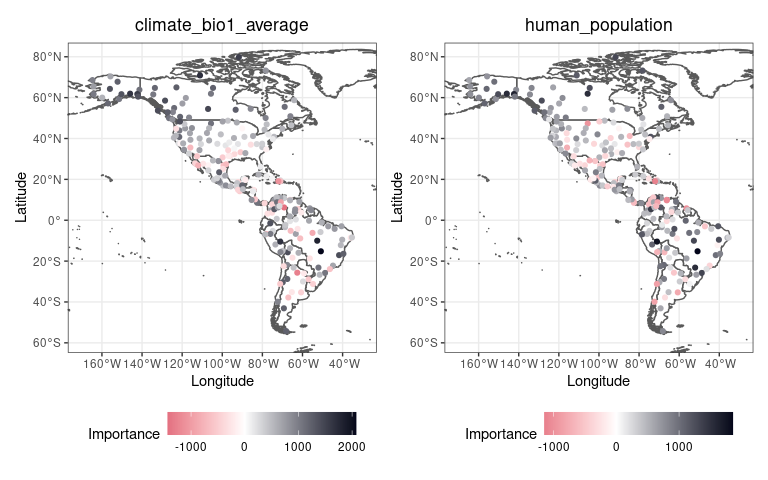 climate_bio1_average
human_population
80°N
60°N
40°N
20°N
0°
20°S
40°S
60°S
80°N
60°N
40°N
20°N
0°
20°S
40°S
60°S
Latitude
Latitude
160°W 140°W 120°W 100°W 80°W 60°W 40°W
160°W 140°W 120°W 100°W 80°W 60°W 40°W
Longitude
Longitude
Importance
-1000 0 1000 2000
Importance
-1000 0 1000